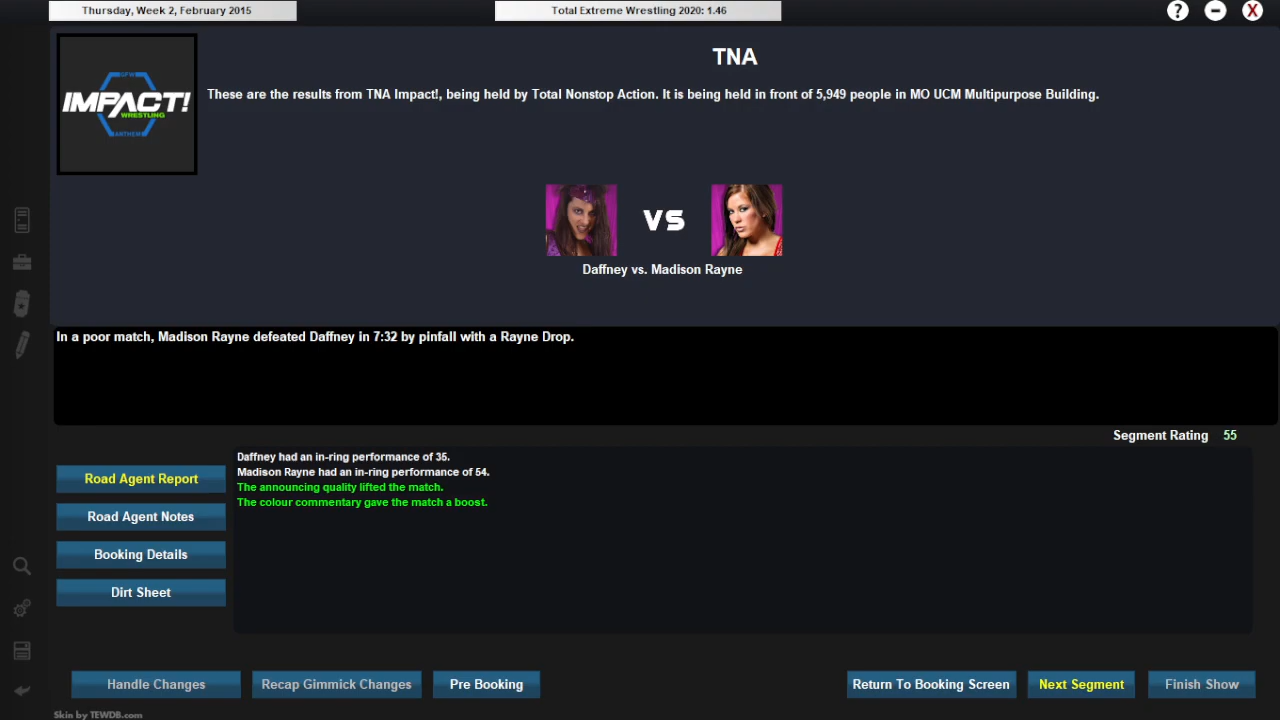 Thursday, Week 2, February 2015
Total Extreme Wrestling 2020: 1.46
?
X
TNA
GFW
IMPACT!
WRESTLING
ANTHEM
These are the results from TNA Impact!, being held by Total Nonstop Action. It is being held in front of 5,949 people in MO UCM Multipurpose Building.
VS
Daffney vs. Madison Rayne
In a poor match, Madison Rayne defeated Daffney in 7:32 by pinfall with a Rayne Drop.
Segment Rating 55
Daffney had an in-ring performance of 35.
Madison Rayne had an in-ring performance of 54.
The announcing quality lifted the match.
The colour commentary gave the match a boost.
Road Agent Report
Road Agent Notes
Booking Details
Dirt Sheet
Handle Changes
Recap Gimmick Changes
Pre Booking
Return To Booking Screen
Next Segment
Finish Show
Skin by TEWDB.com